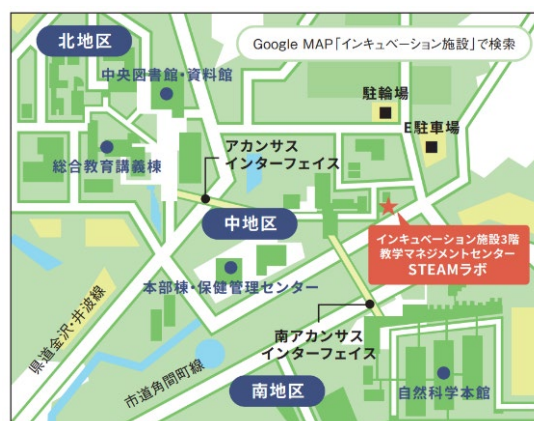 北地区
Google MAP「インキュベーション施設」で検索
中央図書館・資料館
駐輪場
E駐車場
アカンサス
インターフェイス
総合教育講義棟
中地区
インキュベーション施設3階
教学マネジメントセンター
STEAMラボ
本部棟・保健管理センター
南アカンサス
インターフェイス
県道金沢・井波線
市道角間町線
南地区
自然科学本館